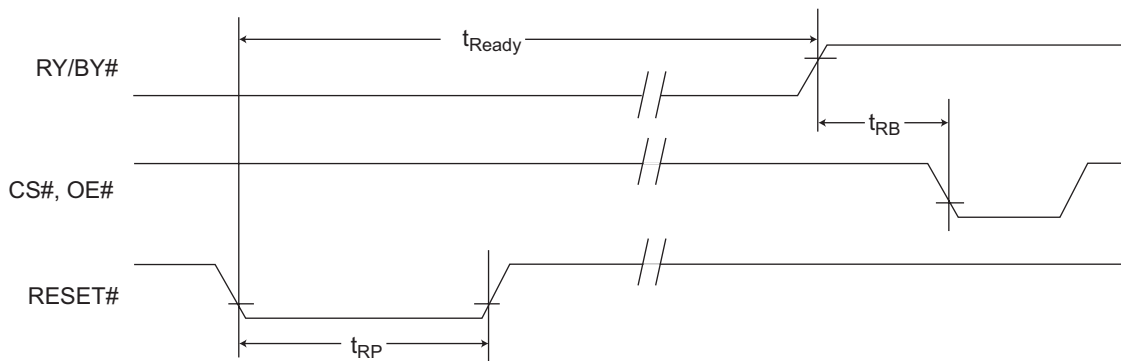 tReady
RY/BY#
tRB
CS#, OE#
RESET#
tRP